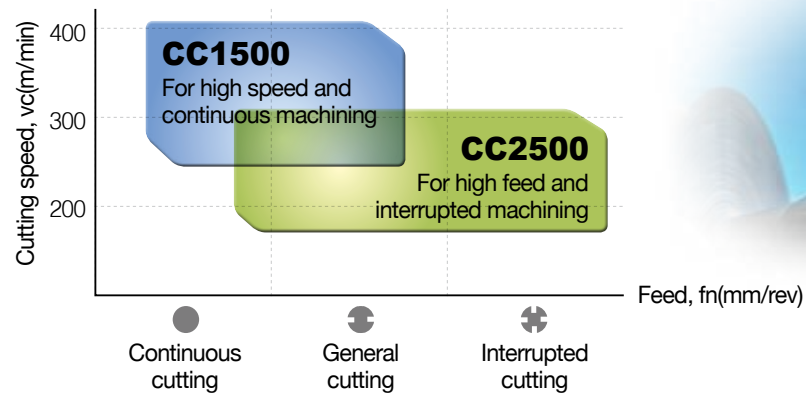 Cutting speed, vc(m/min)
400
300
200
CC1500
For high speed and
continuous machining
CC2500
For high feed and
interrupted machining
Feed, fn(mm/rev)
Continuous
cutting
General
cutting
Interrupted
cutting